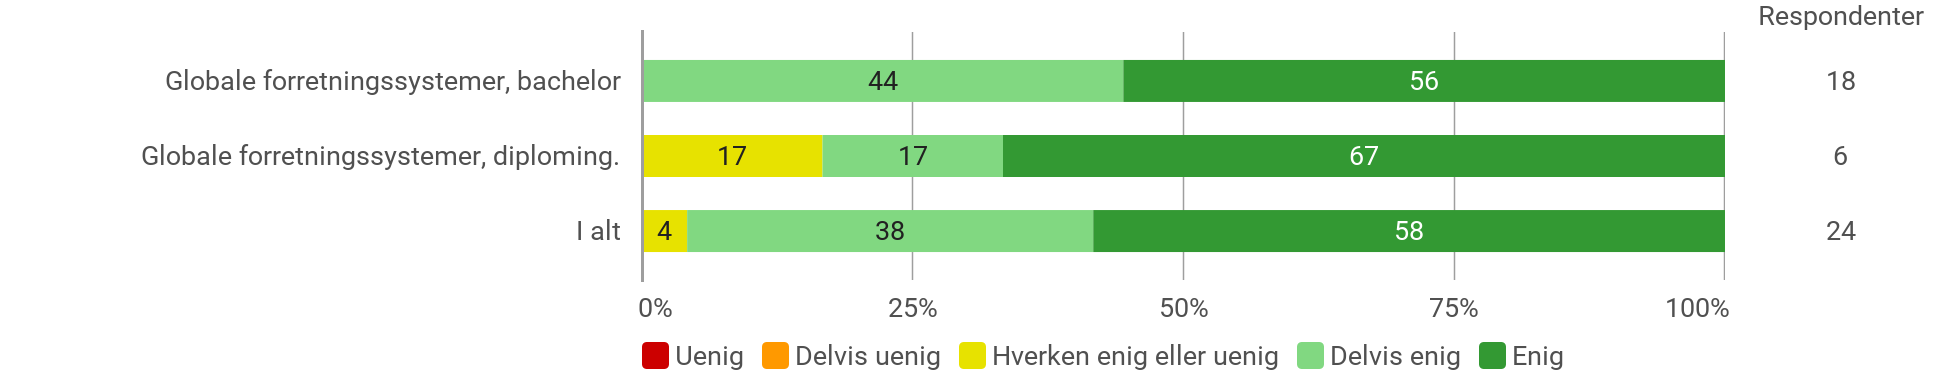 Respondenter
Globale forretningssystemer, bachelor 44 56 18
Globale forretningssystemer, diploming. 17 17 67 6
I alt 4 38 58 24
0% 25% 50% 75% 100%
Uenig Delvis uenig Hverken enig eller uenig Delvis enig Enig